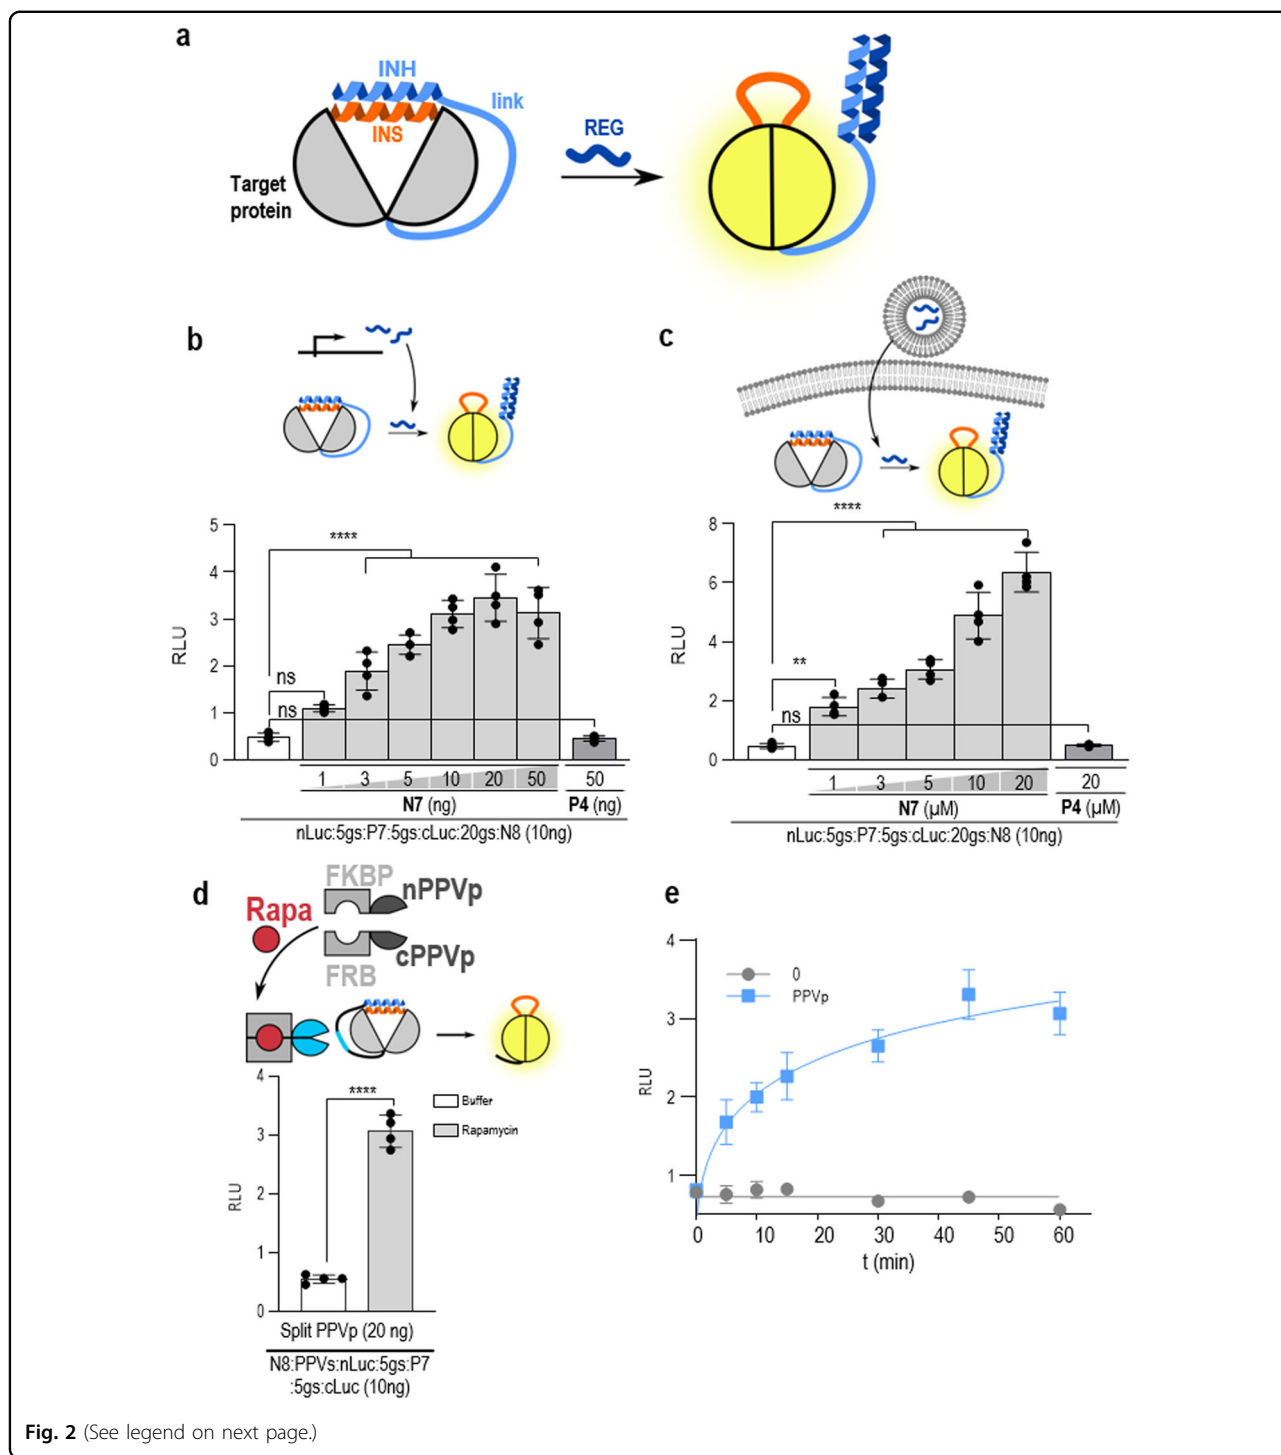 a
INH
link
INS
REG
Target
protein
b
c
5
4
3
2
1
0
RLU
****
ns
ns
1 3 5 10 20 50 50
N7 (ng) P4 (ng)
nLuc:5gs:P7:5gs:cLuc:20gs:N8 (10ng)
8
6
4
2
0
RLU
****
**
ns
1 3 5 10 20 20
N7 (µM) P4 (µM)
nLuc:5gs:P7:5gs:cLuc:20gs:N8 (10ng)
d
FKBP
nPPVp
Rapa
cPPVp
FRB
4
3
2
1
0
RLU
****
Buffer
Rapamycin
Split PPVp (20 ng)
N8:PPVs:nLuc:5gs:P7
:5gs:cLuc (10ng)
e
4
3
2
1
RLU
0
PPVp
0 10 20 30 40 50 60
t (min)
Fig. 2 (See legend on next page.)